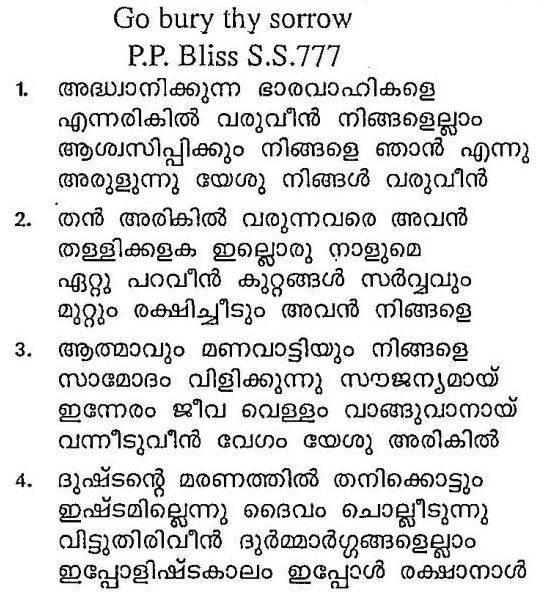 Go bury thy sorrow
P.P. Bliss S.S.777
1. അദ്ധ്വാനിക്കുന്ന ഭാരവാഹികളെ
എന്നരികിൽ വരുവീൻ നിങ്ങളെല്ലാം
ആശ്വസിപ്പിക്കും നിങ്ങളെ ഞാൻ എന്നു
അരുളുന്നു യേശു നിങ്ങൾ വരുവീൻ
2. തൻ അരികിൽ വരുന്നവരെ അവൻ
തള്ളിക്കളക ഇല്ലൊരു നാളുമെ
ഏറ്റു പറവീൻ കുറ്റങ്ങൾ സർവ്വവും
മുറ്റും രക്ഷിച്ചീടും അവൻ നിങ്ങളെ
3. ആത്മാവും മണവാട്ടിയും നിങ്ങളെ
സാമോദം വിളിക്കുന്നു സൗജന്യമായ്
ഇന്നേരം ജീവ വെള്ളം വാങ്ങുവാനായ്
വന്നീടുവീൻ വേഗം യേശു അരികിൽ
4. ദുഷ്ടന്റെ മരണത്തിൽ തനിക്കൊട്ടും
ഇഷ്ടമില്ലെന്നു ദൈവം ചൊല്ലീടുന്നു
വിട്ടുതിരിവീൻ ദുർമ്മാർഗ്ഗങ്ങളെല്ലാം
ഇപ്പോളിഷ്ടകാലം ഇപ്പോൾ രക്ഷാനാൾ